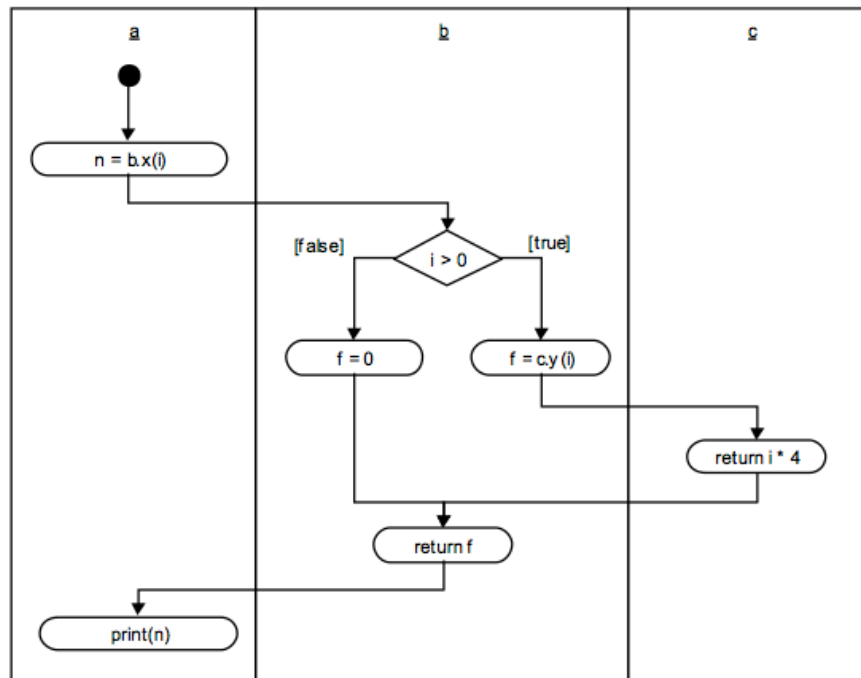 a
b
c
n = b.x(i)
[false]
[true]
i > 0
f = 0
f = c.y(i)
return i * 4
return f
print(n)